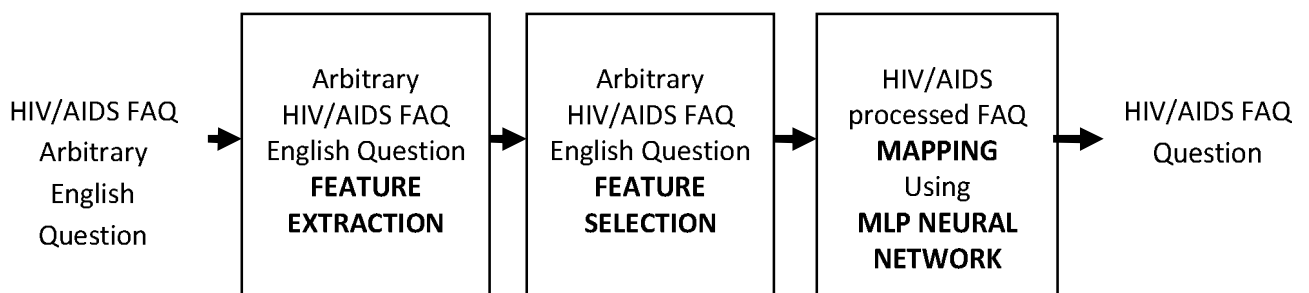 HIV/AIDS FAQ
Arbitrary
English
Question
Arbitrary
HIV/AIDS FAQ
English Question
FEATURE
EXTRACTION
Arbitrary
HIV/AIDS FAQ
English Question
FEATURE
SELECTION
HIV/AIDS
processed FAQ
MAPPING
Using
MLP NEURAL
NETWORK
HIV/AIDS FAQ
Question